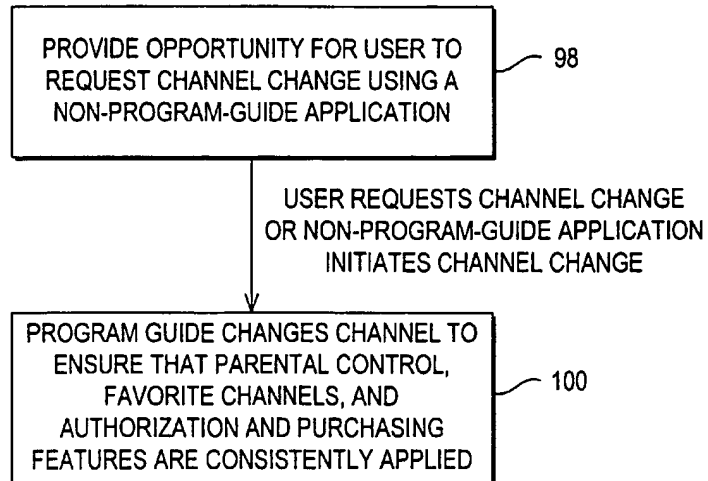 PROVIDE OPPORTUNITY FOR USER TO
REQUEST CHANNEL CHANGE USING A
NON-PROGRAM-GUIDE APPLICATION
98
USER REQUESTS CHANNEL CHANGE
OR NON-PROGRAM-GUIDE APPLICATION
INITIATES CHANNEL CHANGE
PROGRAM GUIDE CHANGES CHANNEL TO
ENSURE THAT PARENTAL CONTROL,
FAVORITE CHANNELS, AND
AUTHORIZATION AND PURCHASING
FEATURES ARE CONSISTENTLY APPLIED
100